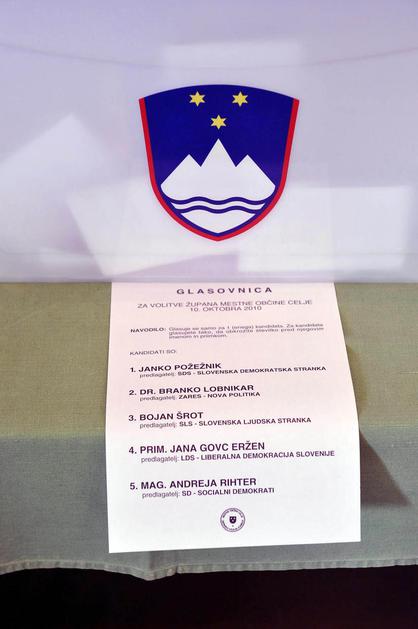 GLASOVNICA
ZA VOLITVE ŽUPANA MESTNE OBČINE CELJE
10. OKTOBRA 2010
NAVODILO: Glasuje se samo za 1 (enega) kandidata. Za kandidata
glasujete tako, da obkrožite številko pred njegovim
imenom in priimkom.
KANDIDATI SO:
1. JANKO POŽEŽNIK
predlagatelj: SDS - SLOVENSKA DEMOKRATSKA STRANKA
2. DR. BRANKO LOBNIKAR
predlagatelj: ZARES - NOVA POLITIKA
3. BOJAN ŠROT
predlagatelj: SLS - SLOVENSKA LJUDSKA STRANKA
4. PRIM. JANA GOVC ERŽEN
predlagatelj: LDS - LIBERALNA DEMOKRACIJA SLOVENIJE
5. MAG. ANDREJA RIHTER
predlagatelj: SD - SOCIALNI DEMOKRATI